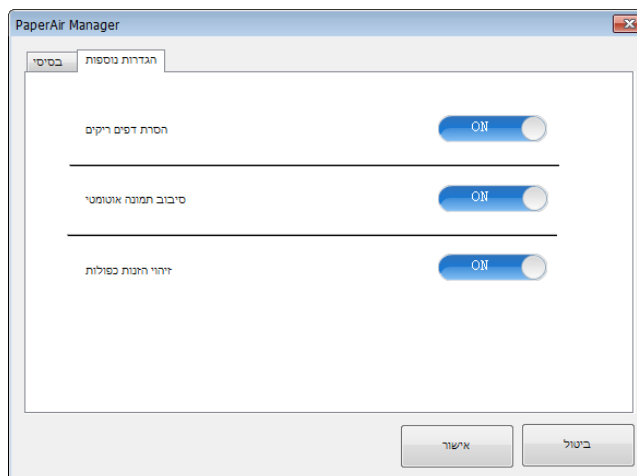 PaperAir Manager
בסיסי
הגדרות נוספות
הסרת דפים ריקים
ON
סיבוב תמונה אוטומטי
ON
זיהוי הזנות כפולות
ON
אישור
ביטול